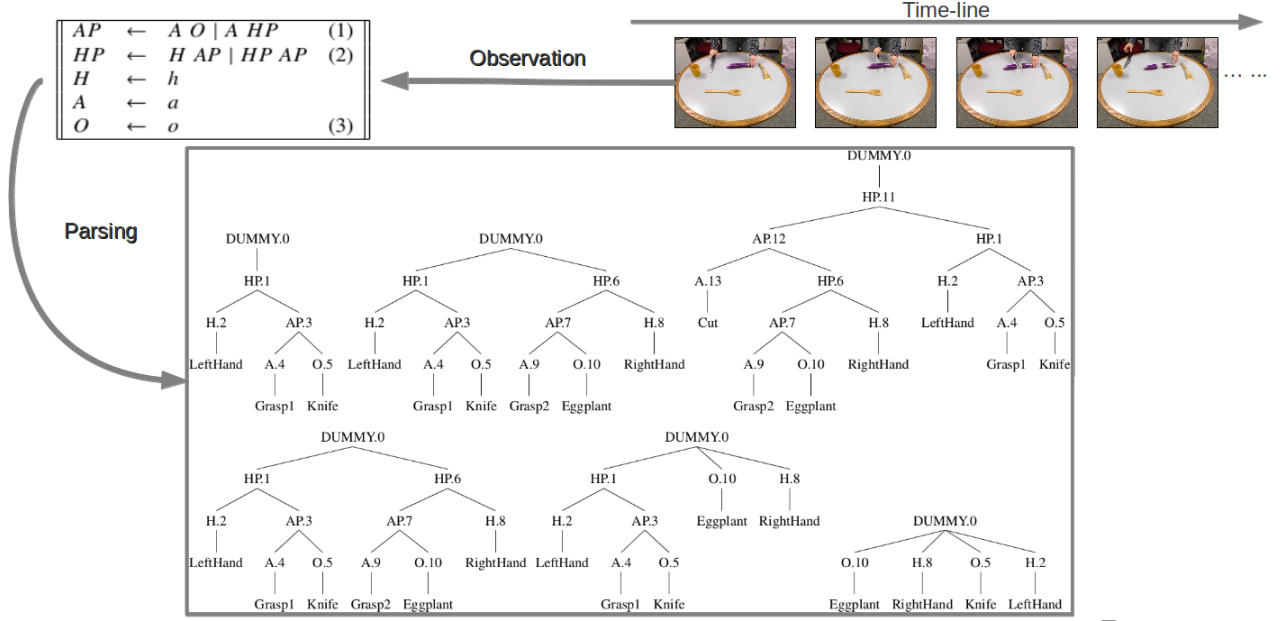 Time-line
AP ← A O | A HP (1)
HP ← H AP | HP AP (2)
H ← h
A ← a
O ← o (3)
Observation
... ...
Parsing
DUMMY.0
HP.11
DUMMY.0 DUMMY.0 AP.12 HP.1
HP.1 HP.1 HP.6 A.13 HP.6 H.2 AP.3
H.2 AP.3 H.2 AP.3 AP.7 H.8 Cut AP.7 H.8 LeftHand A.4 O.5
LeftHand A.4 O.5 LeftHand A.4 O.5 A.9 O.10 RightHand A.9 O.10 RightHand Grasp1 Knife
Grasp1 Knife Grasp1 Knife Grasp2 Eggplant Grasp2 Eggplant
DUMMY.0 DUMMY.0
HP.1 HP.6 HP.1 O.10 H.8
H.2 AP.3 AP.7 H.8 H.2 AP.3 Eggplant RightHand DUMMY.0
LeftHand A.4 O.5 A.9 O.10 RightHand LeftHand A.4 O.5 O.10 H.8 O.5 H.2
Grasp1 Knife Grasp2 Eggplant Grasp1 Knife Eggplant RightHand Knife LeftHand